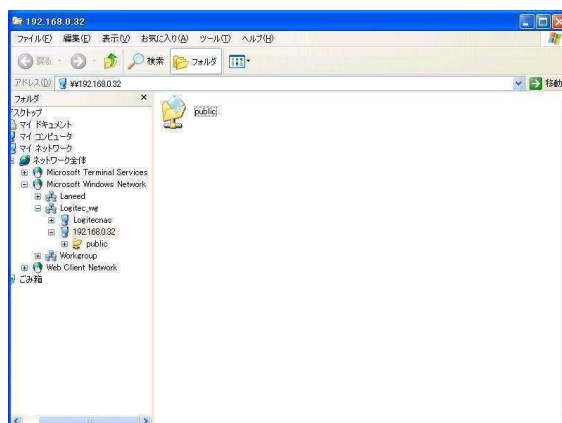 192.168.0.32
ファイル(F) 編集(E) 表示(V) お気に入り(A) ツール(T) ヘルプ(H)
戻る 検索 フォルダ
アドレス(D) ¥¥192.168.0.32 移動
フォルダ ×
スクトップ
マイ ドキュメント
マイ コンピュータ
マイ ネットワーク
ネットワーク全体
Microsoft Terminal Services
Microsoft Windows Network
Laneed
Logitec_wg
Logitecnas
192.168.0.32
public
Workgroup
Web Client Network
ごみ箱
public